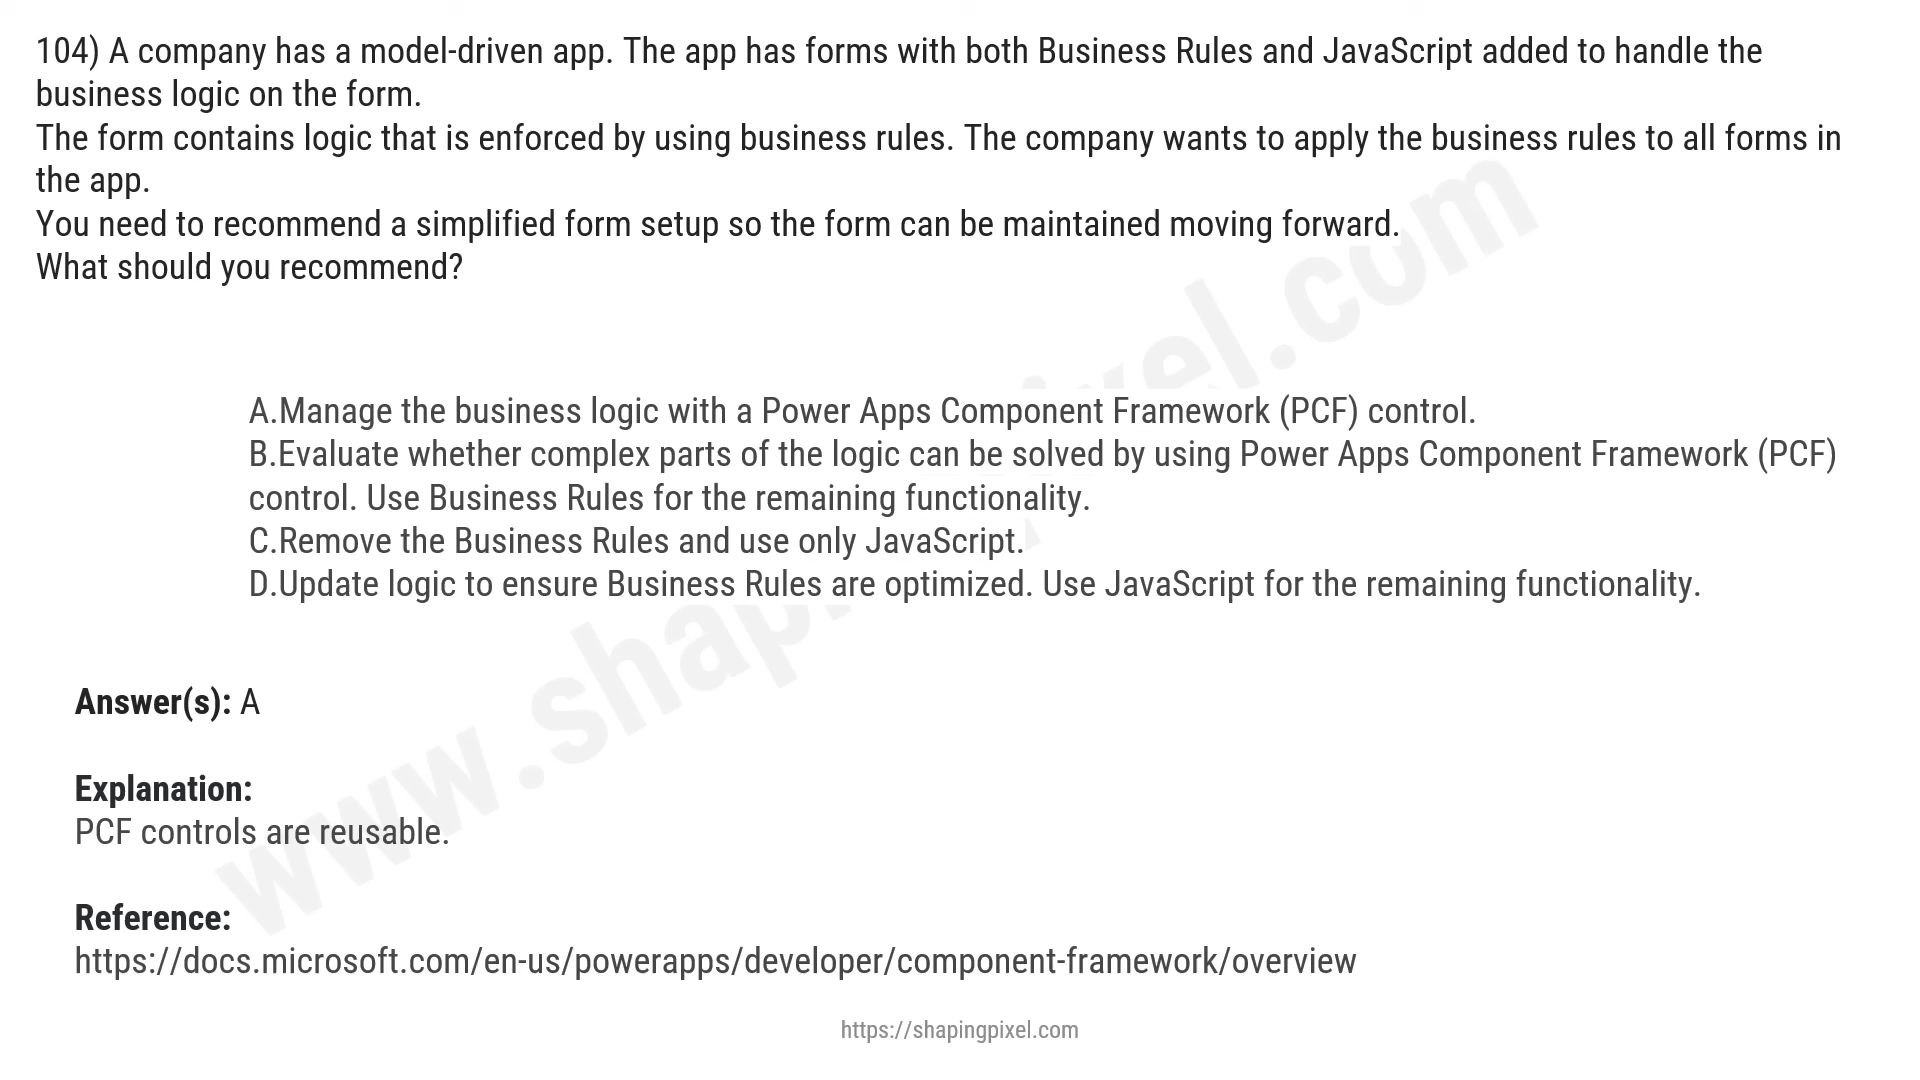 104) A company has a model-driven app. The app has forms with both Business Rules and JavaScript added to handle the
business logic on the form.
The form contains logic that is enforced by using business rules. The company wants to apply the business rules to all forms in
the app.
You need to recommend a simplified form setup so the form can be maintained moving forward.
What should you recommend?
A.Manage the business logic with a Power Apps Component Framework (PCF) control.
B.Evaluate whether complex parts of the logic can be solved by using Power Apps Component Framework (PCF)
control. Use Business Rules for the remaining functionality.
C.Remove the Business Rules and use only JavaScript.
D.Update logic to ensure Business Rules are optimized. Use JavaScript for the remaining functionality.
Answer(s): A
Explanation:
PCF controls are reusable.
Reference:
https://docs.microsoft.com/en-us/powerapps/developer/component-framework/overview
https://shapingpixel.com